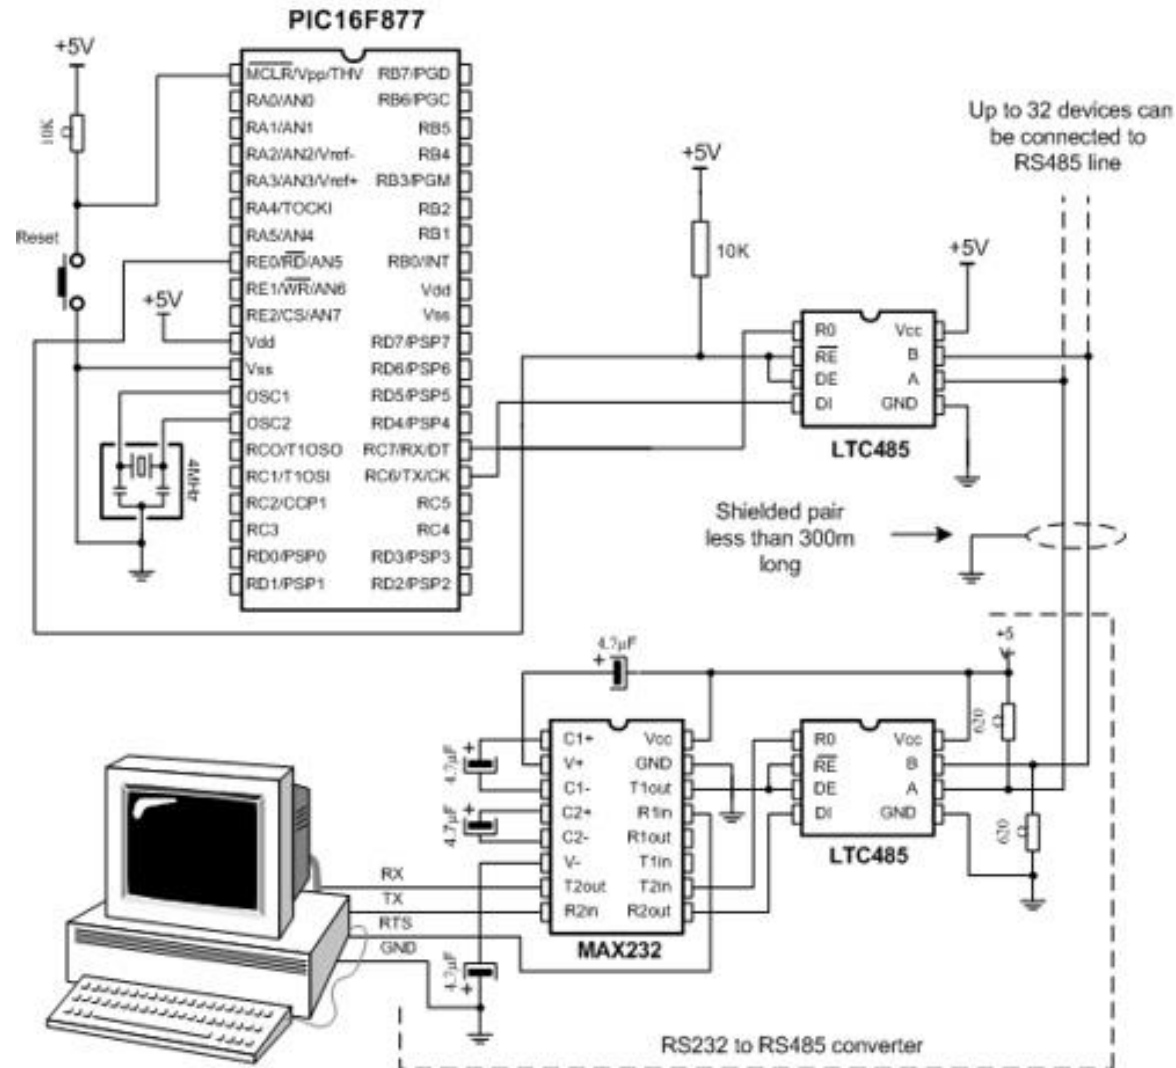 PIC16F877
+5V
10K
Ω
Reset
+5V
MCLR/Vpp/THV RB7/PGD
RA0/AN0 RB6/PGC
RA1/AN1 RB5
RA2/AN2/Vref- RB4
RA3/AN3/Vref+ RB3/PGM
RA4/TOCKI RB2
RA5/AN4 RB1
RE0/RD/AN5 RB0/INT
RE1/WR/AN6 Vdd
RE2/CS/AN7 Vss
Vdd RD7/PSP7
Vss RD6/PSP6
OSC1 RD5/PSP5
OSC2 RD4/PSP4
RCO/T1OSO RC7/RX/DT
RC1/T1OSI RC6/TX/CK
RC2/CCP1 RC5
RC3 RC4
RD0/PSP0 RD3/PSP3
RD1/PSP1 RD2/PSP2
+5V
10K
Up to 32 devices can
be connected to
RS485 line
+5V
R0 Vcc
RE B
DE A
DI GND
LTC485
Shielded pair
less than 300m
long
+5
V
4.7µF
+
620
Ω
C1+ Vcc
V+ GND
C1- T1out
C2+ R1in
C2- R1out
V- T1in
T2out T2in
R2in R2out
MAX232
+
4.7µF
+
4.7µF
4.7µF
+
R0 Vcc
RE B
DE A
DI GND
LTC485
620
Ω
RX
TX
RTS
GND
RS232 to RS485 converter